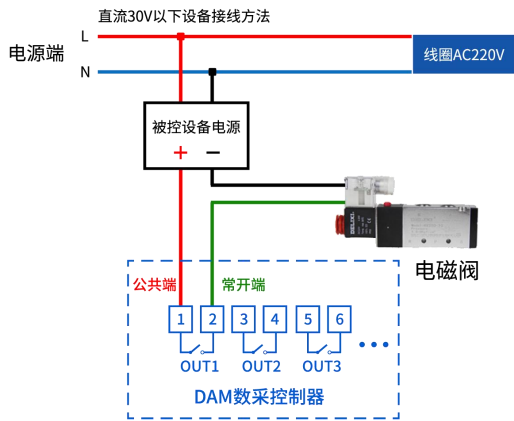 直流30V以下设备接线方法
L
电源端
线圈AC220V
N
被控设备电源
+ −
电磁阀
公共端 常开端
1 2 3 4 5 6
OUT1 OUT2 OUT3
DAM数采控制器